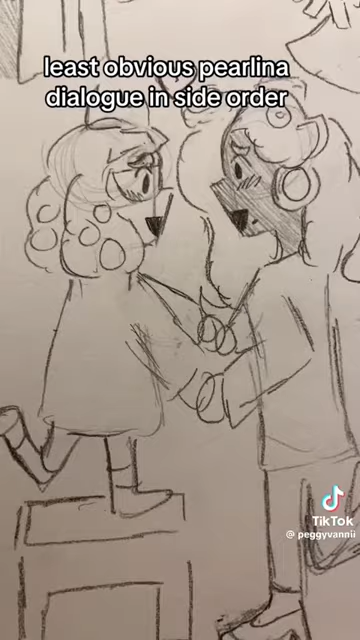 least obvious pearlina
dialogue in side order
TikTok
@ peggyvannii